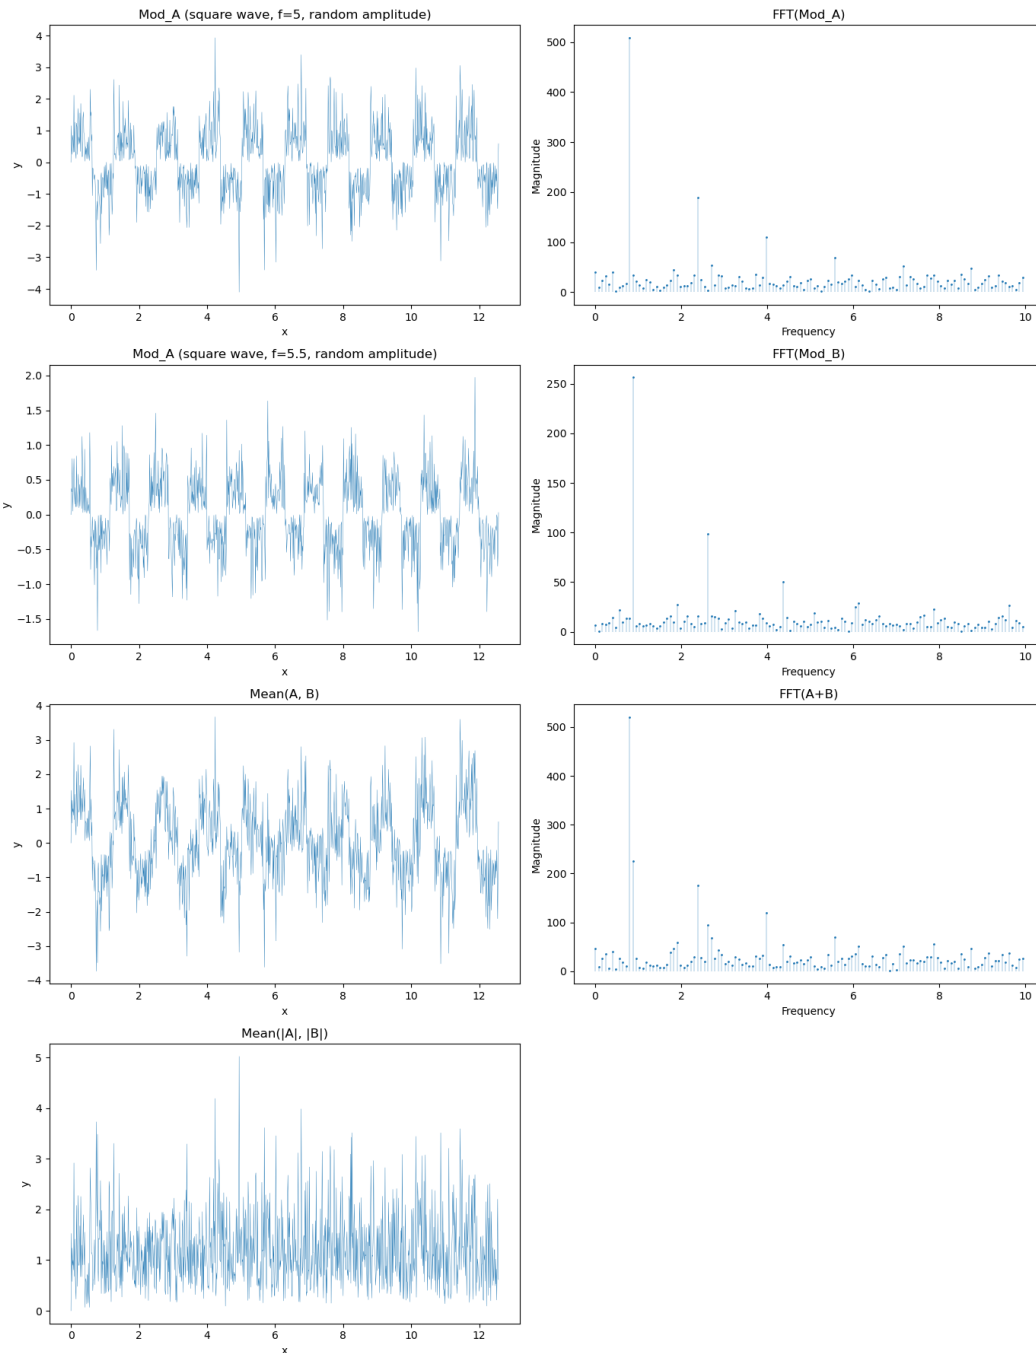 Mod_A (square wave, f=5, random amplitude)
4
3
2
1
0
−1
−2
−3
−4
y
0 2 4 6 8 10 12
x
FFT(Mod_A)
500
400
300
200
100
0
Magnitude
0 2 4 6 8 10
Frequency
Mod_A (square wave, f=5.5, random amplitude)
2.0
1.5
1.0
0.5
0.0
−0.5
−1.0
−1.5
y
0 2 4 6 8 10 12
x
FFT(Mod_B)
250
200
150
100
50
0
Magnitude
0 2 4 6 8 10
Frequency
Mean(A, B)
4
3
2
1
0
−1
−2
−3
−4
y
0 2 4 6 8 10 12
x
FFT(A+B)
500
400
300
200
100
0
Magnitude
0 2 4 6 8 10
Frequency
Mean(|A|, |B|)
5
4
3
2
1
0
y
0 2 4 6 8 10 12
x